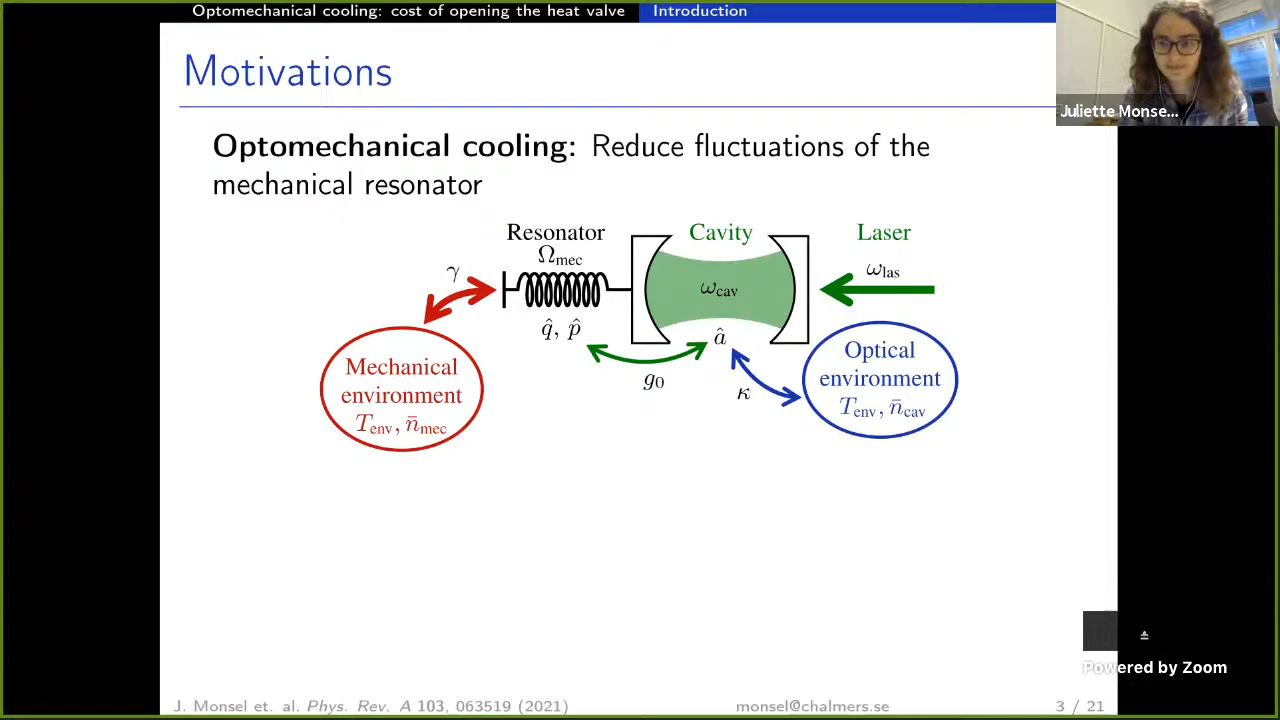 Optomechanical cooling: cost of opening the heat valve Introduction
Motivations
Juliette Monse...
Optomechanical cooling: Reduce fluctuations of the
mechanical resonator
Resonator Cavity Laser
Ωmec
γ
ωlas
ωcav
q̂, p̂
â
g0
κ
Mechanical
environment
Tenv, n̄mec
Optical
environment
Tenv, n̄cav
Powered by Zoom
J. Monsel et. al. Phys. Rev. A 103, 063519 (2021) monsel@chalmers.se 3 / 21